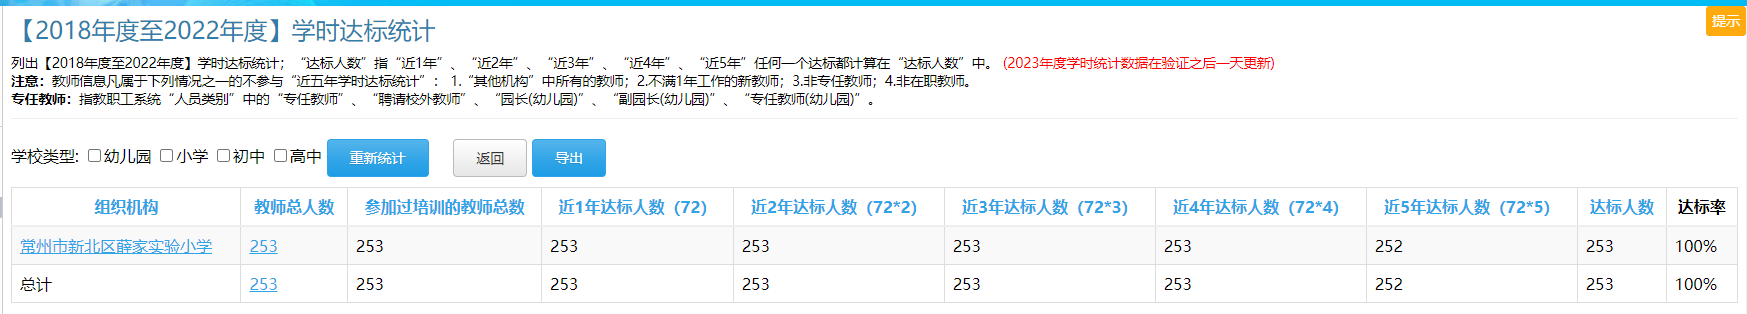 【2018年度至2022年度】学时达标统计
提示
列出【2018年度至2022年度】学时达标统计；“达标人数”指“近1年”、“近2年”、“近3年”、“近4年”、“近5年”任何一个达标都计算在“达标人数”中。 (2023年度学时统计数据在验证之后一天更新)
注意：教师信息凡属于下列情况之一的不参与“近五年学时达标统计”： 1.“其他机构”中所有的教师；2.不满1年工作的新教师；3.非专任教师；4.非在职教师。
专任教师：指教职工系统“人员类别”中的“专任教师”、“聘请校外教师”、“园长(幼儿园)”、“副园长(幼儿园)”、“专任教师(幼儿园)”。
学校类型: 幼儿园 小学 初中 高中 重新统计 返回 导出
组织机构 教师总人数 参加过培训的教师总数 近1年达标人数（72） 近2年达标人数（72*2） 近3年达标人数（72*3） 近4年达标人数（72*4） 近5年达标人数（72*5） 达标人数 达标率
常州市新北区薛家实验小学 253 253 253 253 253 253 252 253 100%
总计 253 253 253 253 253 253 252 253 100%